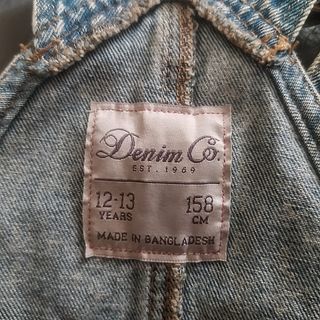 Denim Co.
EST. 1969
12-13 158
YEARS CM
MADE IN BANGLADESH